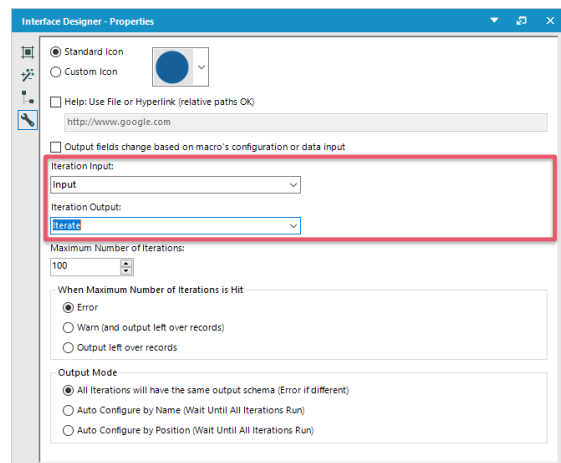 Interface Designer - Properties
Standard Icon
Custom Icon
Help: Use File or Hyperlink (relative paths OK)
http://www.google.com
Output fields change based on macro's configuration or data input
Iteration Input:
Input
Iteration Output:
Iterate
Maximum Number of Iterations:
100
When Maximum Number of Iterations is Hit
Error
Warn (and output left over records)
Output left over records
Output Mode
All Iterations will have the same output schema (Error if different)
Auto Configure by Name (Wait Until All Iterations Run)
Auto Configure by Position (Wait Until All Iterations Run)